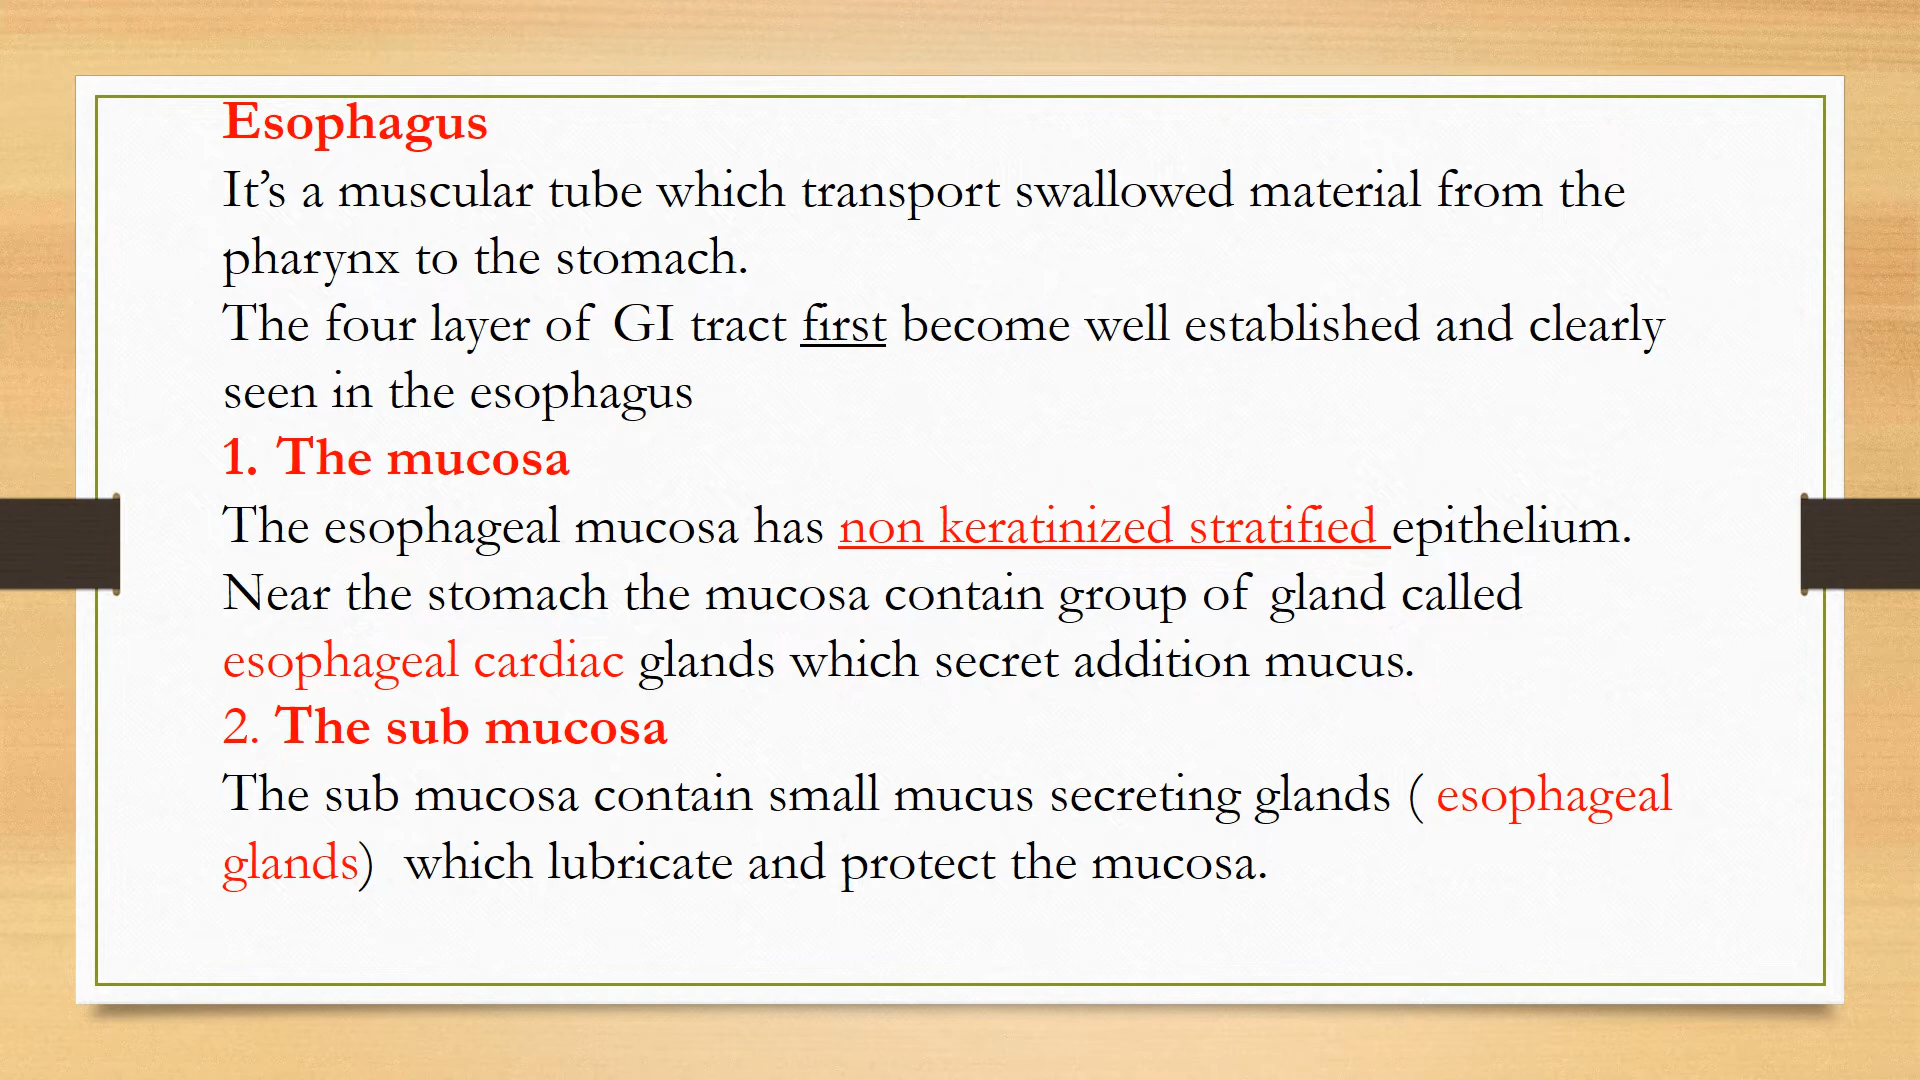 Esophagus
It’s a muscular tube which transport swallowed material from the
pharynx to the stomach.
The four layer of GI tract first become well established and clearly
seen in the esophagus
1. The mucosa
The esophageal mucosa has non keratinized stratified epithelium.
Near the stomach the mucosa contain group of gland called
esophageal cardiac glands which secret addition mucus.
2. The sub mucosa
The sub mucosa contain small mucus secreting glands ( esophageal
glands) which lubricate and protect the mucosa.